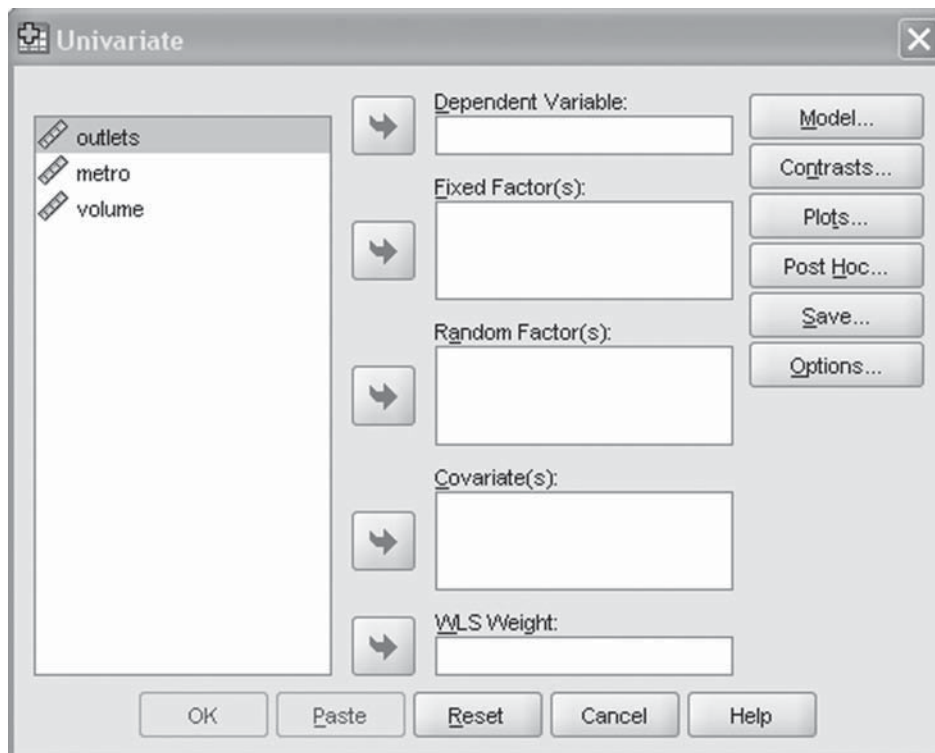 Univariate
outlets
metro
volume
Dependent Variable:
Fixed Factor(s):
Random Factor(s):
Covariate(s):
WLS Weight:
Model...
Contrasts...
Plots...
Post Hoc...
Save...
Options...
OK
Paste
Reset
Cancel
Help